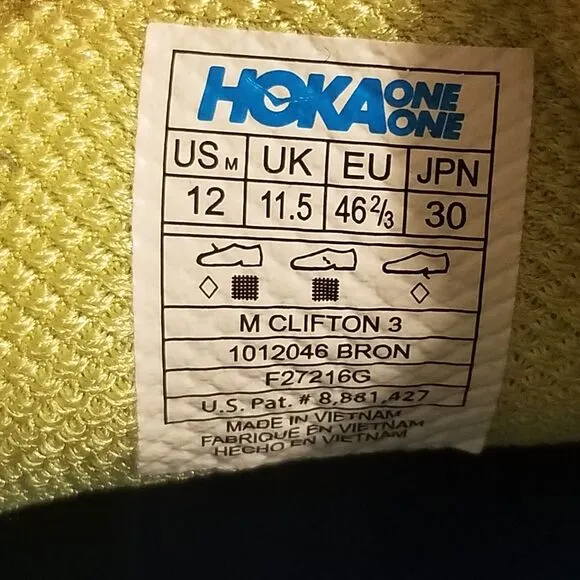 HOKA ONE ONE
US M UK EU JPN
12 11.5 46 2/3 30
M CLIFTON 3
1012046 BRON
F27216G
U.S. Pat. # 8,881,427
MADE IN VIETNAM
FABRIQUÉ EN VIETNAM
HECHO EN VIETNAM